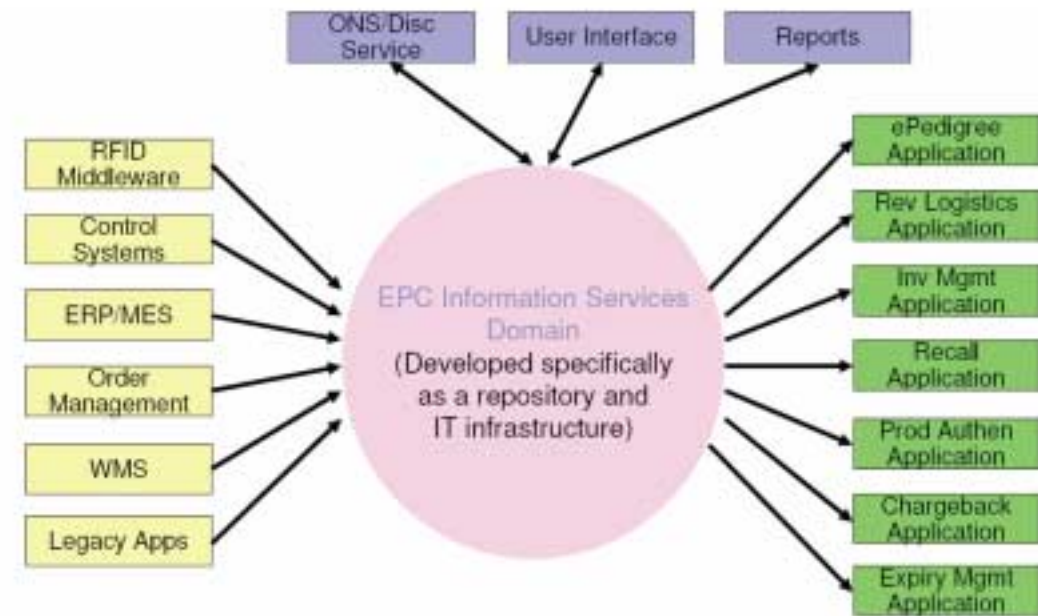 ONS/Disc
Service
User Interface
Reports
RFID
Middleware
Control
Systems
ERP/MES
Order
Management
WMS
Legacy Apps
EPC Information Services
Domain
(Developed specifically
as a repository and
IT infrastructure)
ePedigree
Application
Rev Logistics
Application
Inv Mgmt
Application
Recall
Application
Prod Authen
Application
Chargeback
Application
Expiry Mgmt
Application